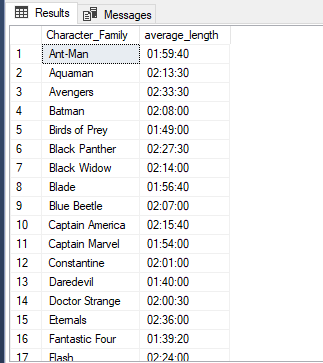 Results Messages
Character_Family average_length
1 Ant-Man 01:59:40
2 Aquaman 02:13:30
3 Avengers 02:33:30
4 Batman 02:08:00
5 Birds of Prey 01:49:00
6 Black Panther 02:27:30
7 Black Widow 02:14:00
8 Blade 01:56:40
9 Blue Beetle 02:07:00
10 Captain America 02:15:40
11 Captain Marvel 01:54:00
12 Constantine 02:01:00
13 Daredevil 01:40:00
14 Doctor Strange 02:00:30
15 Eternals 02:36:00
16 Fantastic Four 01:39:20
17 Flash 02:24:00